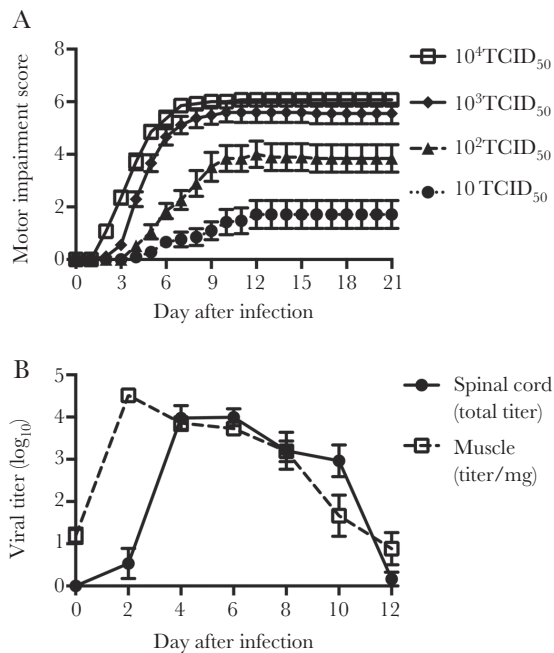 A
8
6
4
2
0
Motor impairment score
0 3 6 9 12 15 18 21
Day after infection
10⁴TCID₅₀
10³TCID₅₀
10²TCID₅₀
10 TCID₅₀
B
5
4
3
2
1
0
Viral titer (log₁₀)
0 2 4 6 8 10 12
Day after infection
Spinal cord
(total titer)
Muscle
(titer/mg)